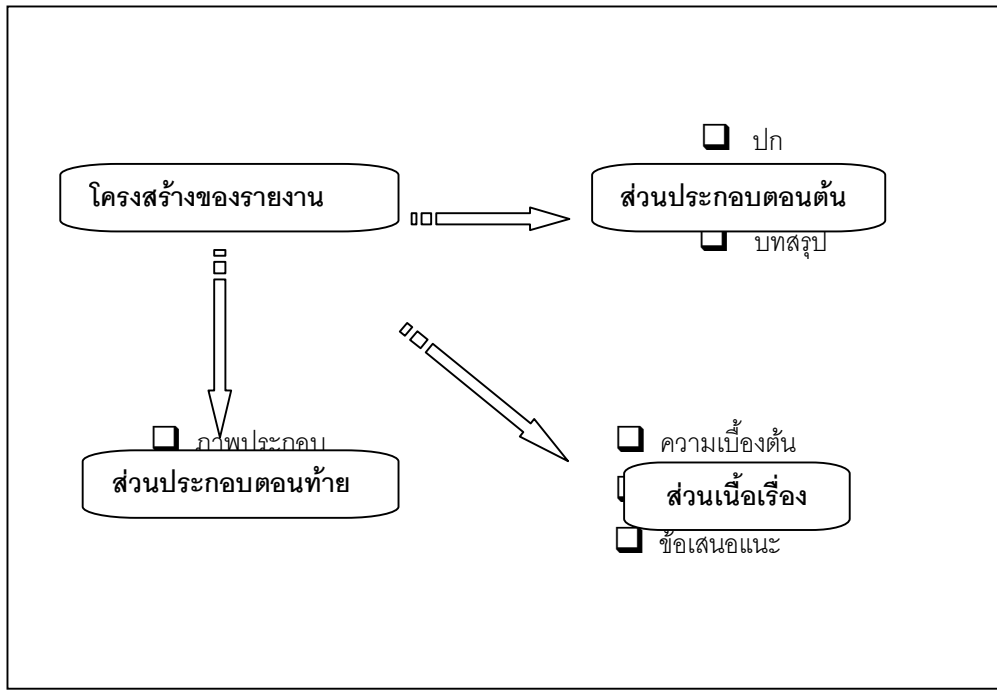 ปก
โครงสร้างของรายงาน
ส่วนประกอบตอนต้น
บทสรุป
ภาพประกอบ
ความเบื้องต้น
ส่วนประกอบตอนท้าย
ส่วนเนื้อเรื่อง
ข้อเสนอแนะ